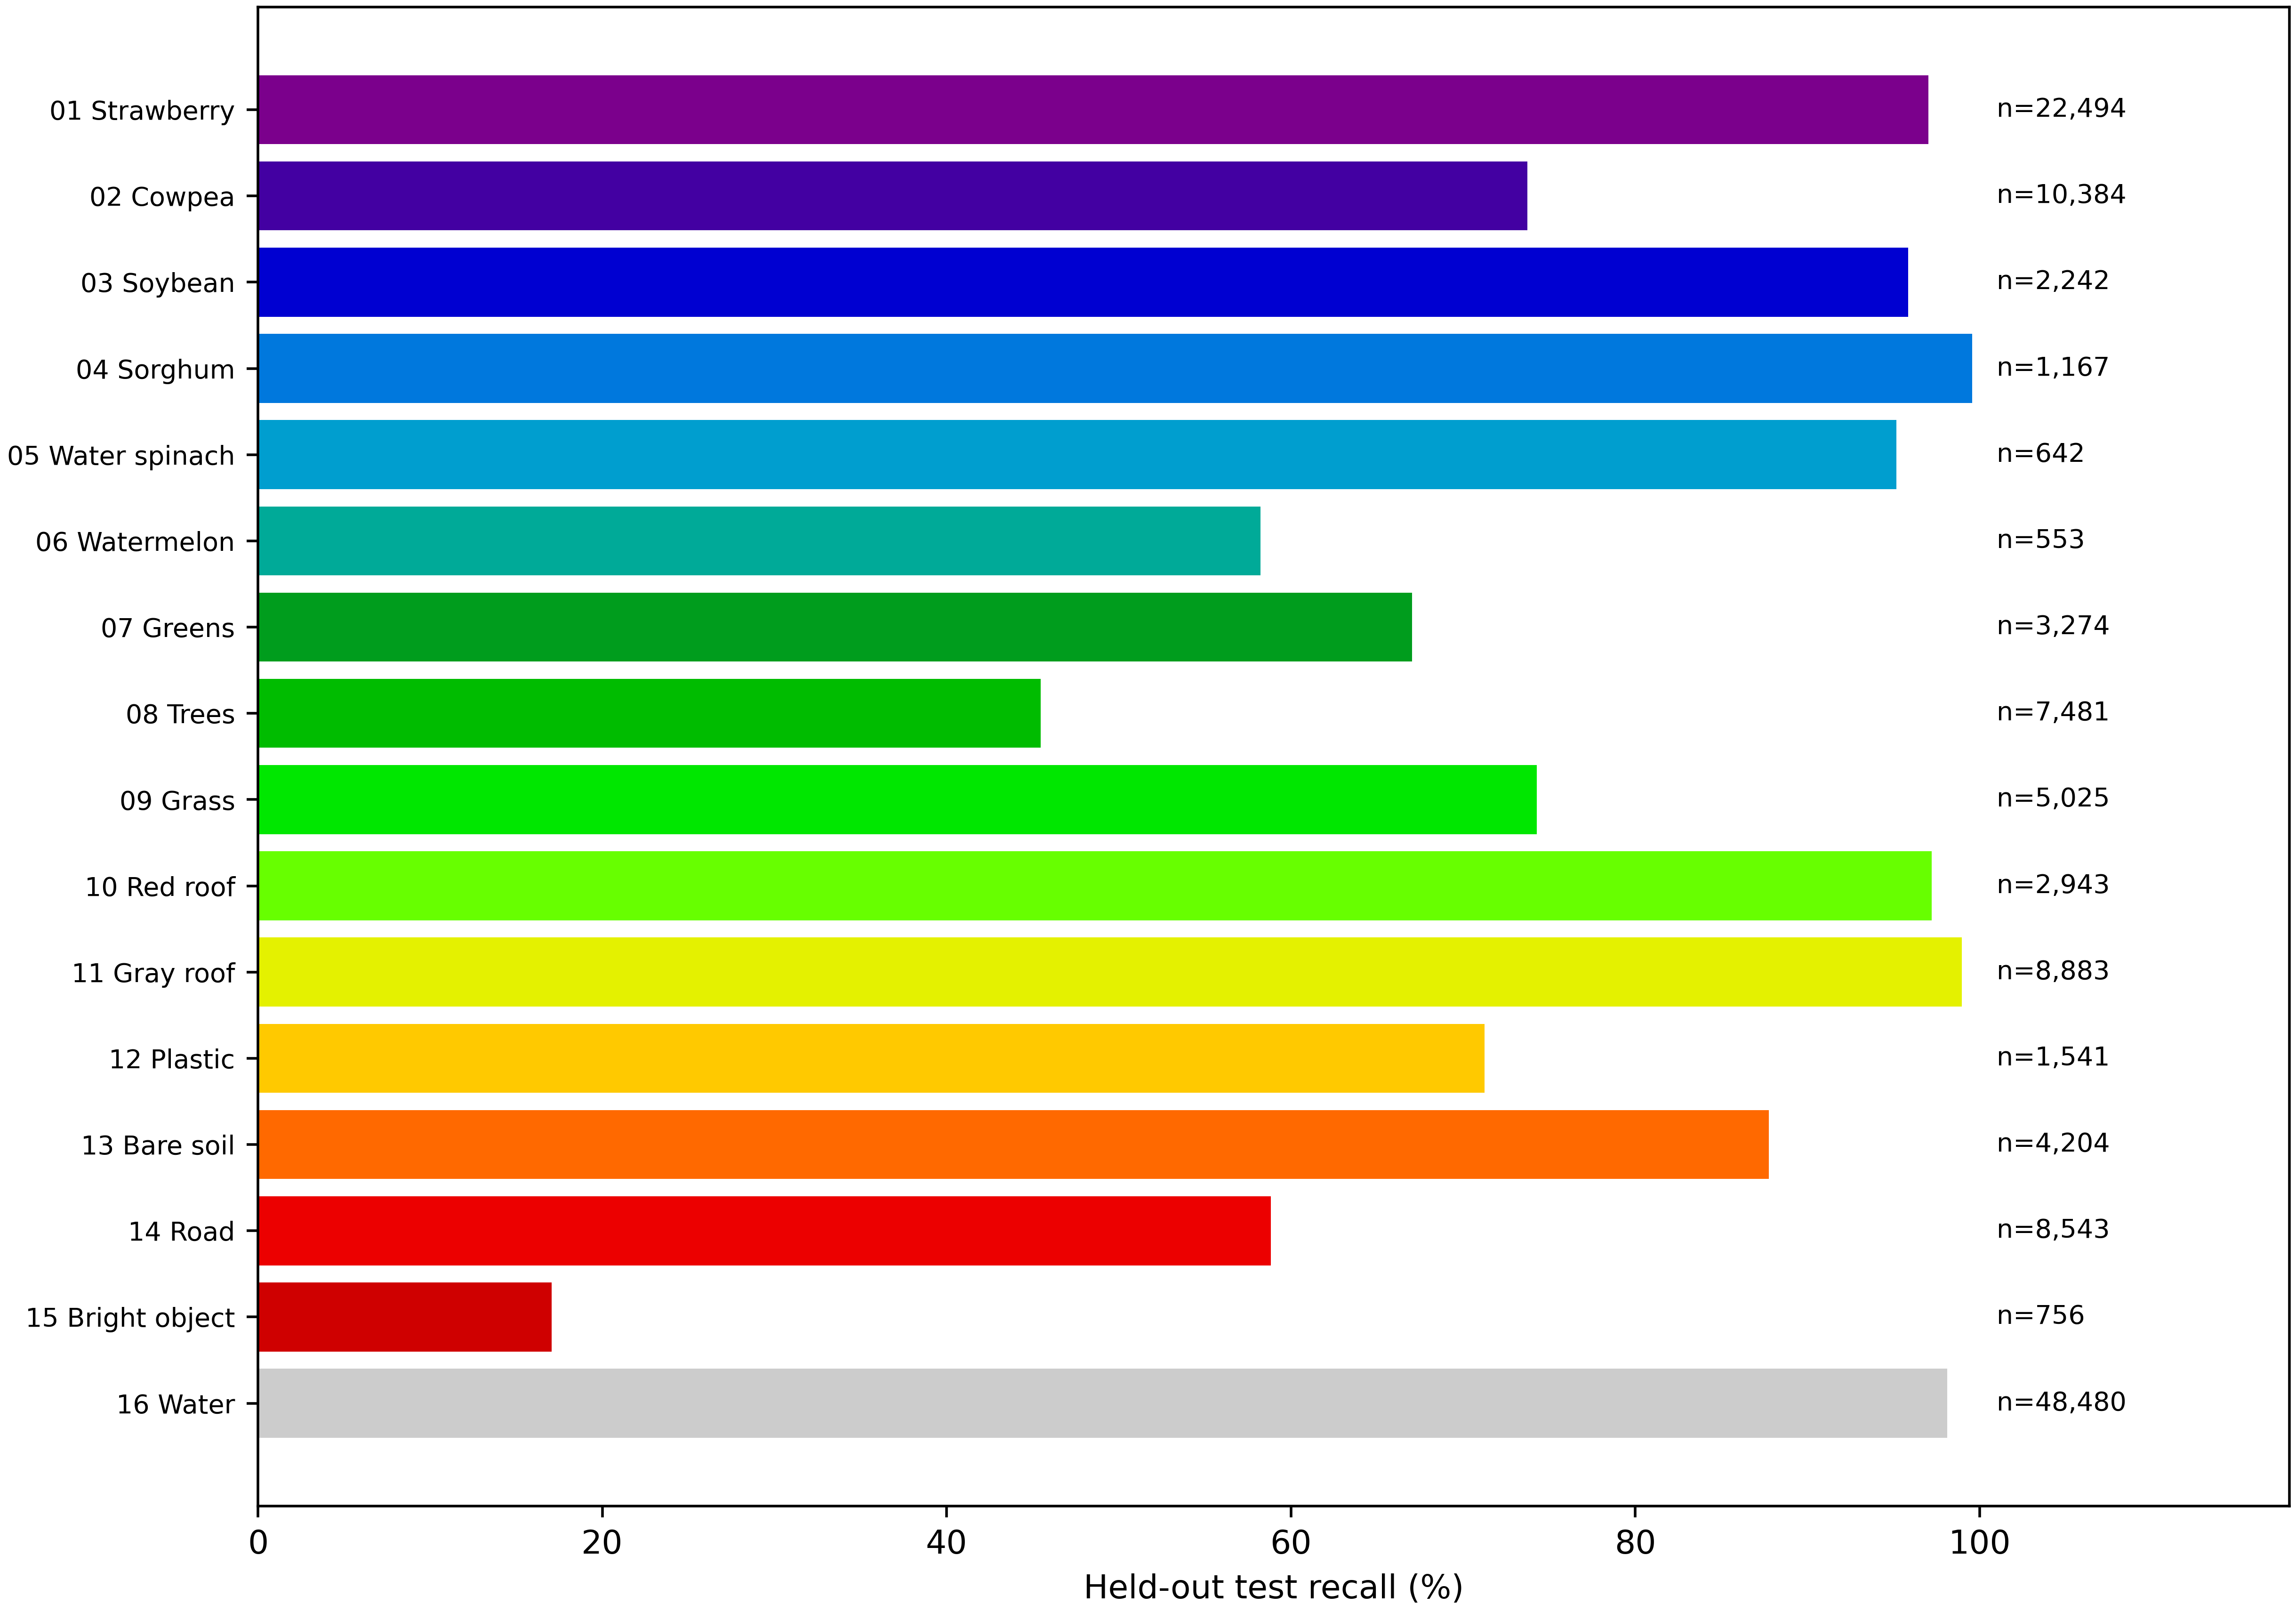 01 Strawberry n=22,494
02 Cowpea n=10,384
03 Soybean n=2,242
04 Sorghum n=1,167
05 Water spinach n=642
06 Watermelon n=553
07 Greens n=3,274
08 Trees n=7,481
09 Grass n=5,025
10 Red roof n=2,943
11 Gray roof n=8,883
12 Plastic n=1,541
13 Bare soil n=4,204
14 Road n=8,543
15 Bright object n=756
16 Water n=48,480
0 20 40 60 80 100
Held-out test recall (%)